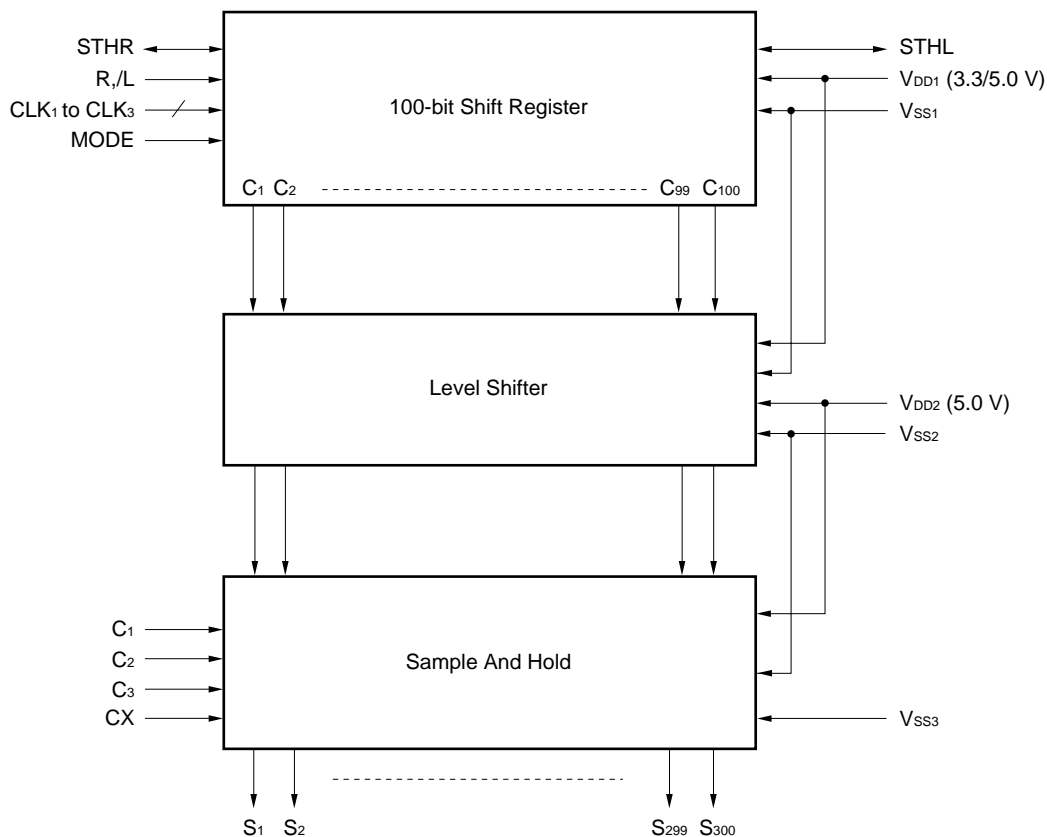 STHR
STHL
R,/L
VDD1 (3.3/5.0 V)
CLK1 to CLK3
100-bit Shift Register
VSS1
MODE
C1 C2 C99 C100
Level Shifter
VDD2 (5.0 V)
VSS2
C1
C2
Sample And Hold
C3
CX
VSS3
S1 S2 S299 S300